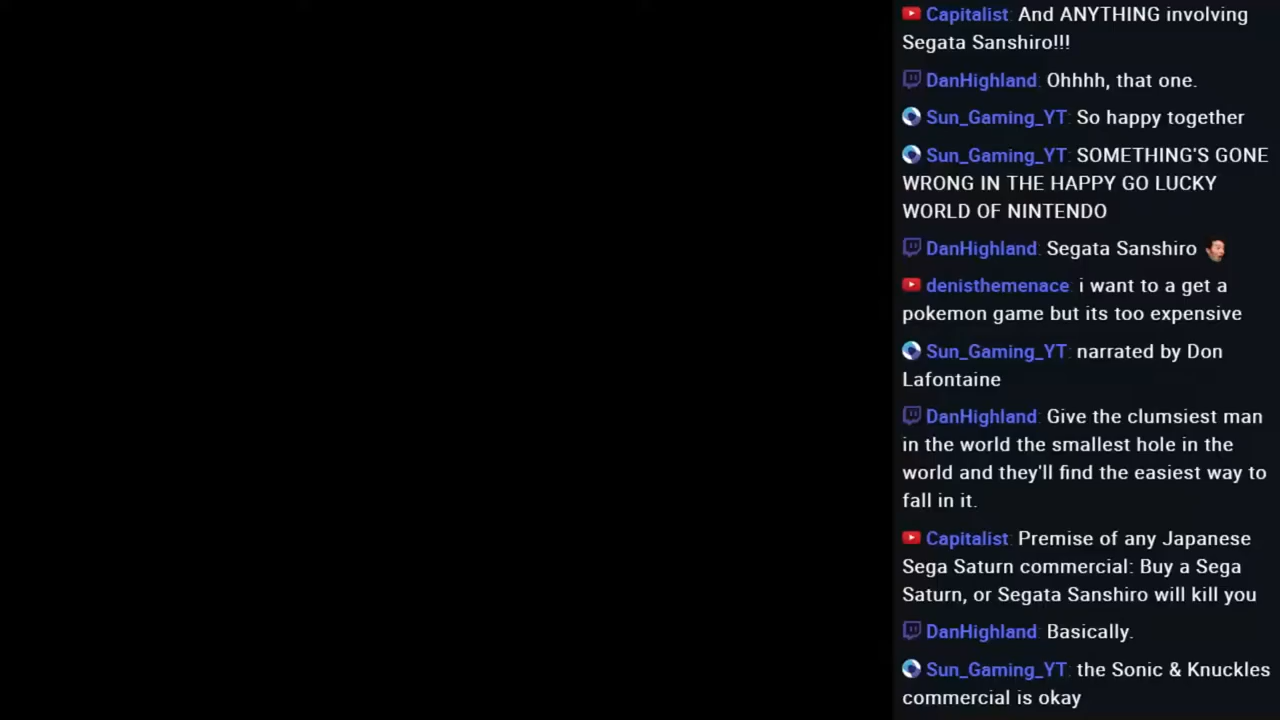 Capitalist: And ANYTHING involving
Segata Sanshiro!!!
DanHighland: Ohhhh, that one.
Sun_Gaming_YT: So happy together
Sun_Gaming_YT: SOMETHING'S GONE
WRONG IN THE HAPPY GO LUCKY
WORLD OF NINTENDO
DanHighland: Segata Sanshiro
denisthemenace: i want to a get a
pokemon game but its too expensive
Sun_Gaming_YT: narrated by Don
Lafontaine
DanHighland: Give the clumsiest man
in the world the smallest hole in the
world and they'll find the easiest way to
fall in it.
Capitalist: Premise of any Japanese
Sega Saturn commercial: Buy a Sega
Saturn, or Segata Sanshiro will kill you
DanHighland: Basically.
Sun_Gaming_YT: the Sonic & Knuckles
commercial is okay